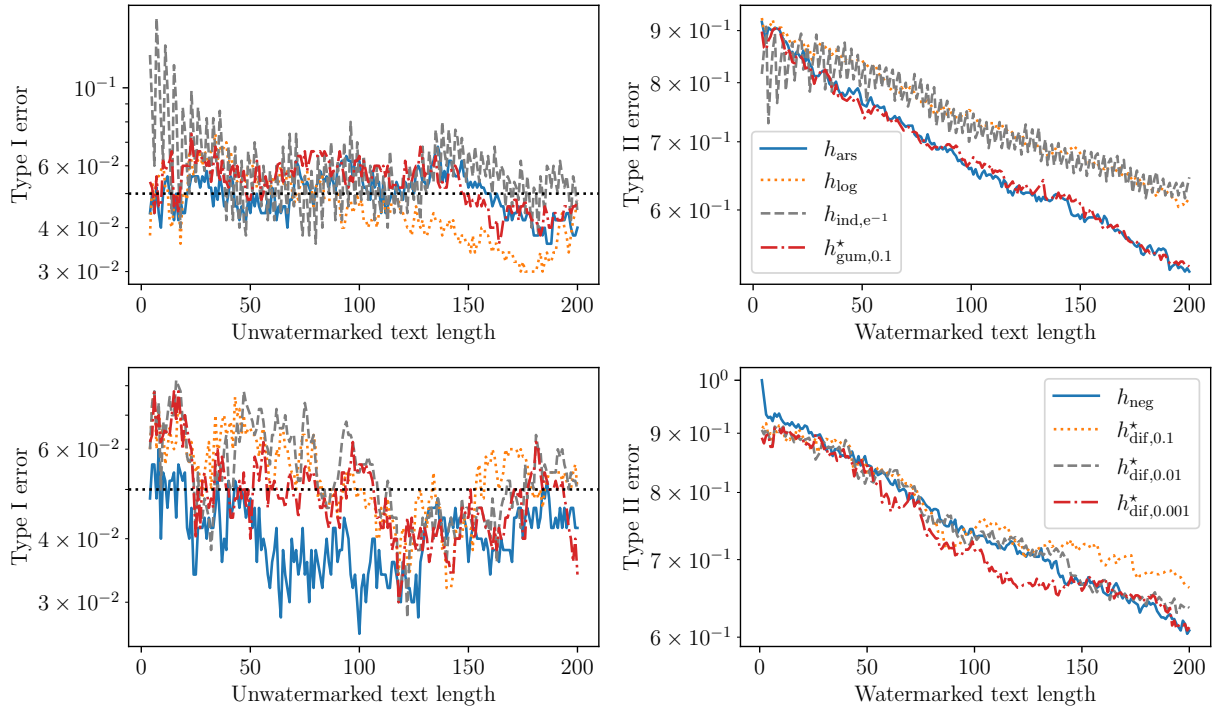 Type I error
10⁻¹
6 × 10⁻²
4 × 10⁻²
3 × 10⁻²
0 50 100 150 200
Unwatermarked text length
Type II error
9 × 10⁻¹
8 × 10⁻¹
7 × 10⁻¹
6 × 10⁻¹
h_ars
h_log
h_ind,e⁻¹
h*_gum,0.1
0 50 100 150 200
Watermarked text length
Type I error
6 × 10⁻²
4 × 10⁻²
3 × 10⁻²
0 50 100 150 200
Unwatermarked text length
Type II error
10⁰
9 × 10⁻¹
8 × 10⁻¹
7 × 10⁻¹
6 × 10⁻¹
h_neg
h*_dif,0.1
h*_dif,0.01
h*_dif,0.001
0 50 100 150 200
Watermarked text length